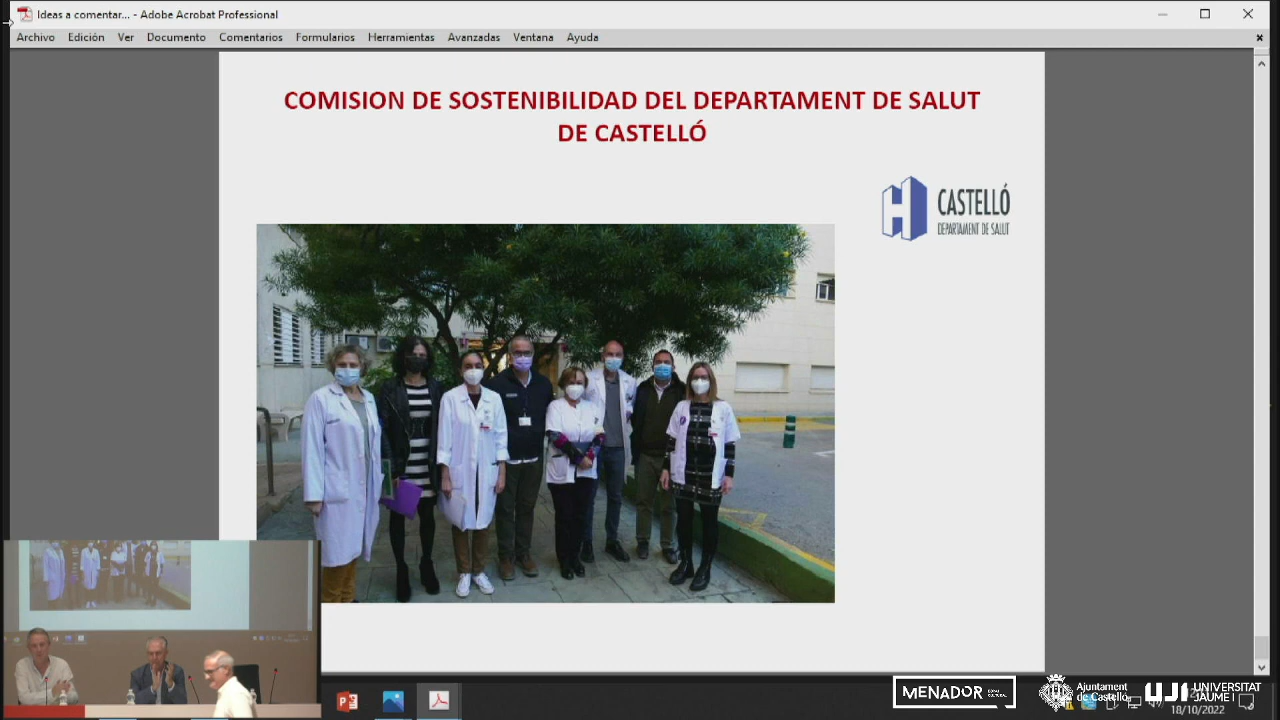 Ideas a comentar... - Adobe Acrobat Professional
Archivo Edición Ver Documento Comentarios Formularios Herramientas Avanzadas Ventana Ayuda
COMISION DE SOSTENIBILIDAD DEL DEPARTAMENT DE SALUT
DE CASTELLÓ
CASTELLÓ
DEPARTAMENT DE SALUT
MENADOR
Ajuntament
de Castelló
UJI UNIVERSITAT
JAUME I
18/10/2022